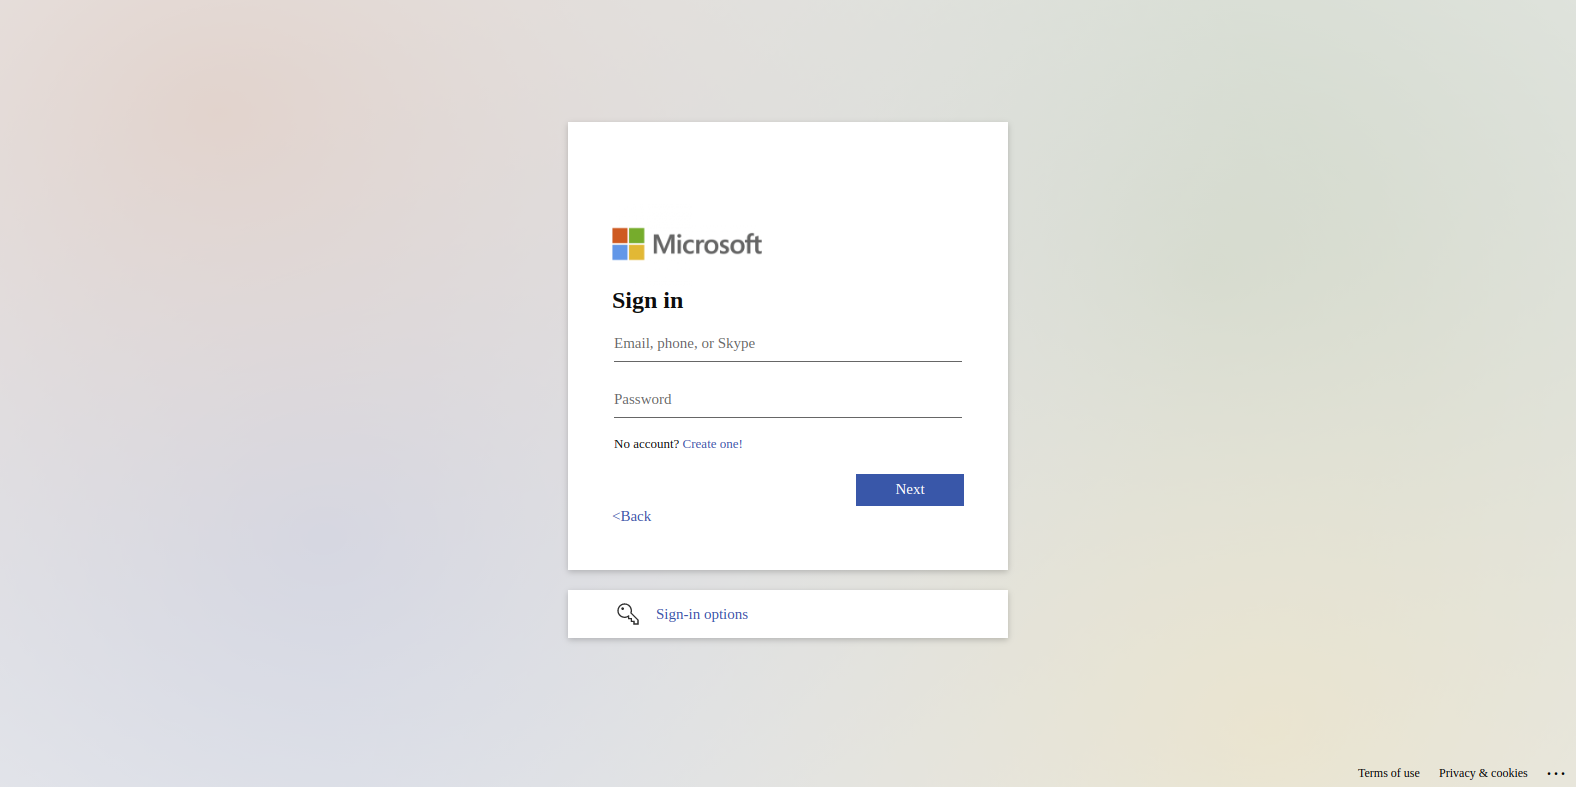 Microsoft
Sign in
Email, phone, or Skype
Password
No account? Create one!
Next
<Back
Sign-in options
Terms of use Privacy & cookies ...